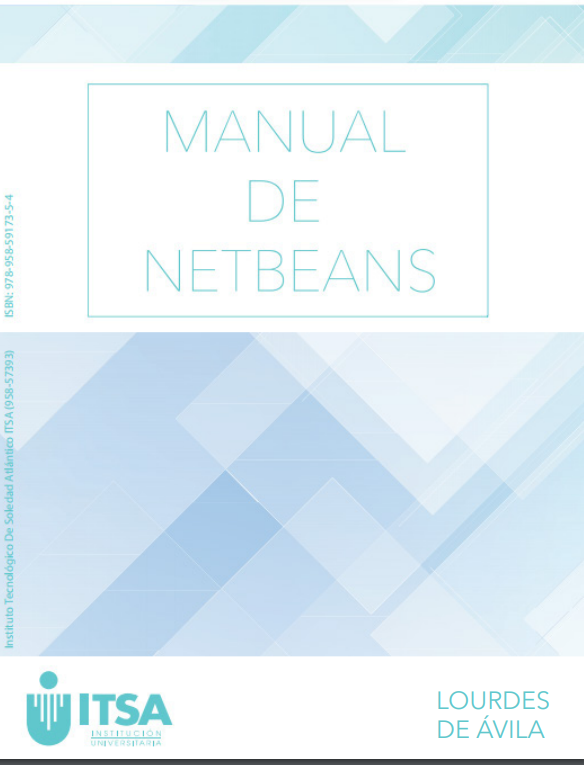 MANUAL
DE
NETBEANS
ISBN: 978-958-59173-5-4
Instituto Tecnológico De Soledad Atlántico ITSA (958-57393)
ITSA
INSTITUCIÓN
UNIVERSITARIA
LOURDES
DE ÁVILA